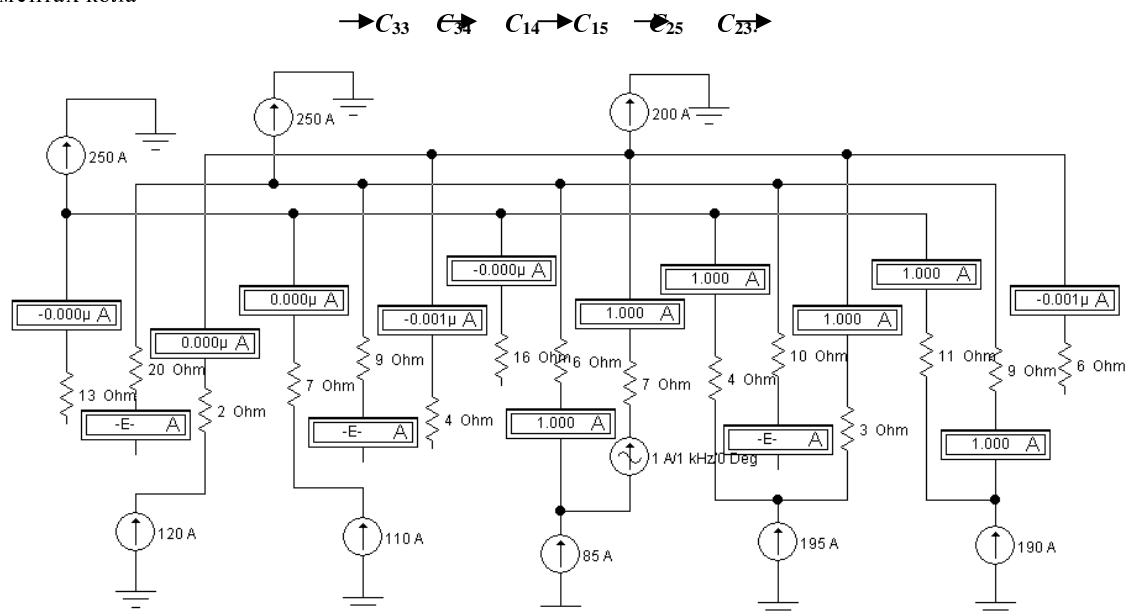 C33 C34 C14 C15 C25 C23.
250 A
250 A
200 A
-0.000µ A
0.000µ A
0.000µ A
-0.001µ A
-0.000µ A
1.000 A
1.000 A
1.000 A
1.000 A
-0.001µ A
13 Ohm
20 Ohm
2 Ohm
7 Ohm
9 Ohm
4 Ohm
16 Ohm
6 Ohm
7 Ohm
4 Ohm
10 Ohm
3 Ohm
11 Ohm
9 Ohm
6 Ohm
-E- A
-E- A
1.000 A
-E- A
1.000 A
1 A/1 kHz/0 Deg
120 A
110 A
85 A
195 A
190 A